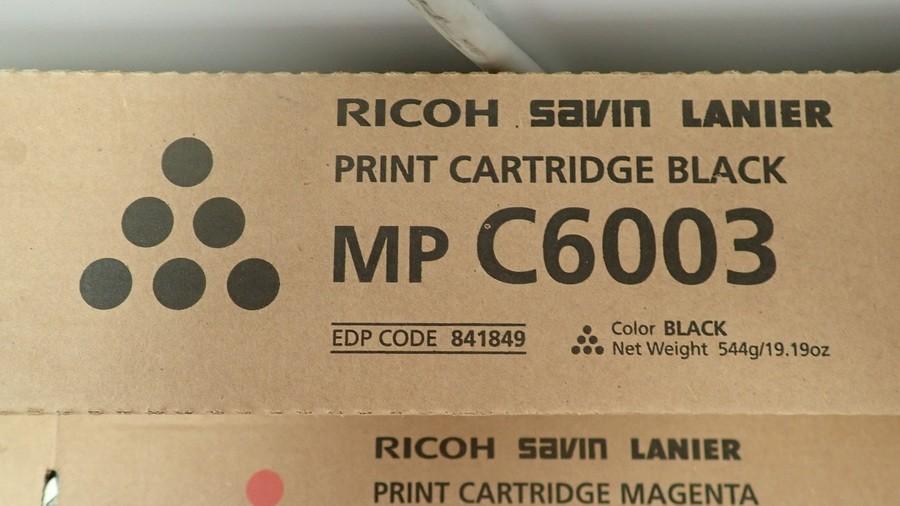 RICOH savin LANIER
PRINT CARTRIDGE BLACK
MP C6003
EDP CODE 841849
Color BLACK
Net Weight 544g/19.19oz
RICOH savin LANIER
PRINT CARTRIDGE MAGENTA